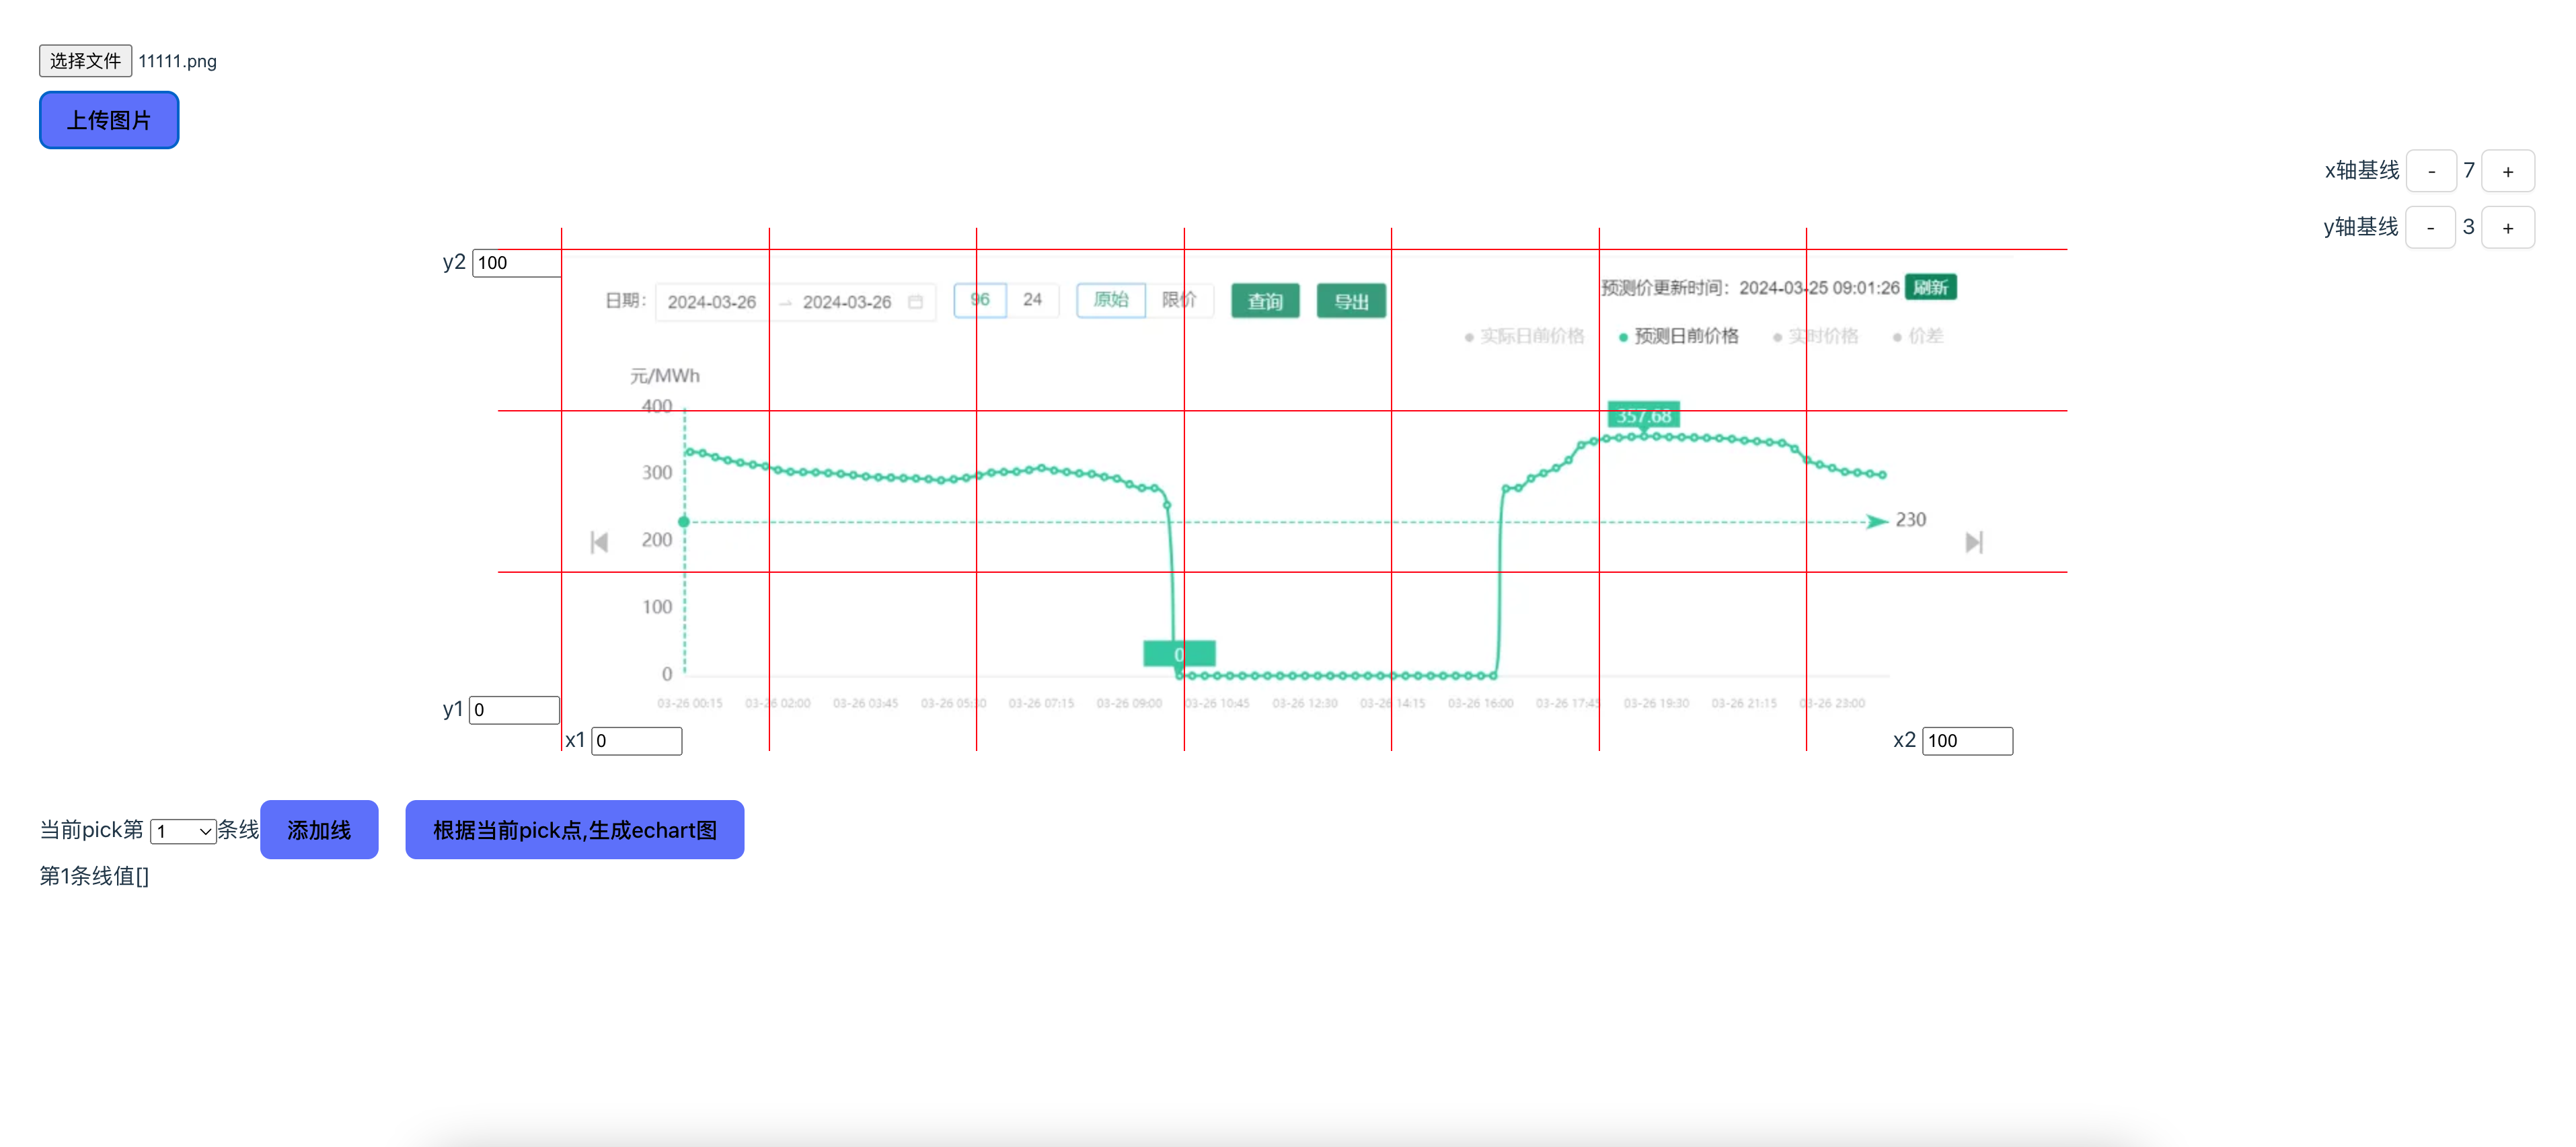 选择文件 11111.png
上传图片
x轴基线 - 7 +
y轴基线 - 3 +
y2 100
日期: 2024-03-26 → 2024-03-26 96 24 原始 限价 查询 导出
预测价更新时间: 2024-03-25 09:01:26 刷新
实际日前价格 预测日前价格 实时价格 价差
元/MWh
400
357.68
300
230
200
100
0
0
03-26 00:15 03-26 02:00 03-26 03:45 03-26 05:30 03-26 07:15 03-26 09:00 03-26 10:45 03-26 12:30 03-26 14:15 03-26 16:00 03-26 17:45 03-26 19:30 03-26 21:15 03-26 23:00
y1 0
x1 0
x2 100
当前pick第 1 条线 添加线 根据当前pick点,生成echart图
第1条线值[]